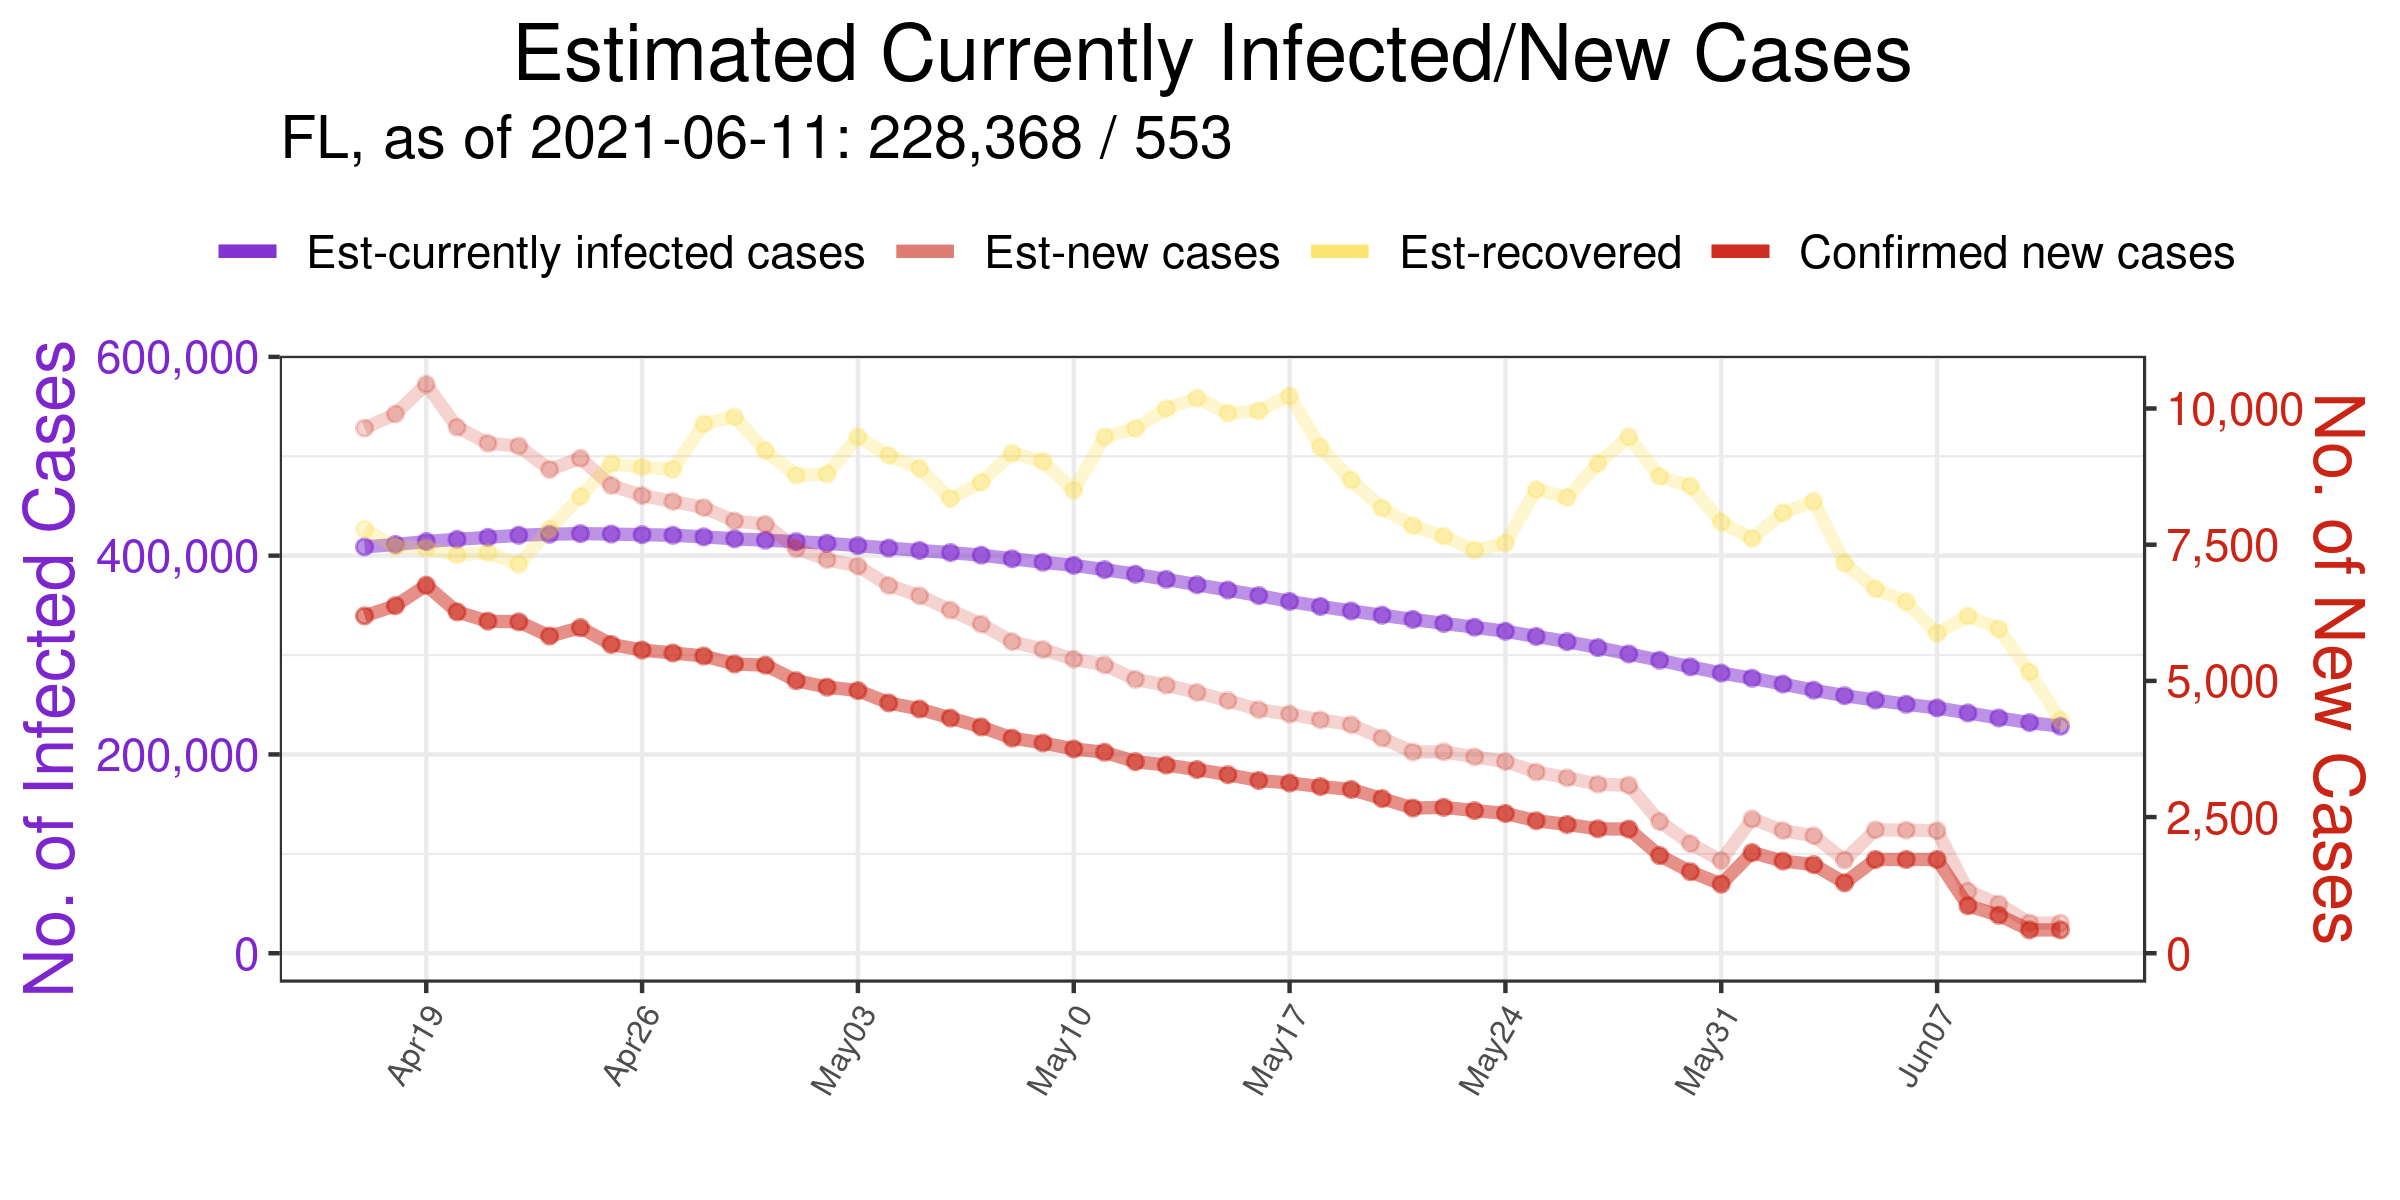 Estimated Currently Infected/New Cases
FL, as of 2021-06-11: 228,368 / 553
Est-currently infected cases Est-new cases Est-recovered Confirmed new cases
No. of Infected Cases
600,000
400,000
200,000
0
10,000
7,500
5,000
2,500
0
No. of New Cases
Apr19 Apr26 May03 May10 May17 May24 May31 Jun07